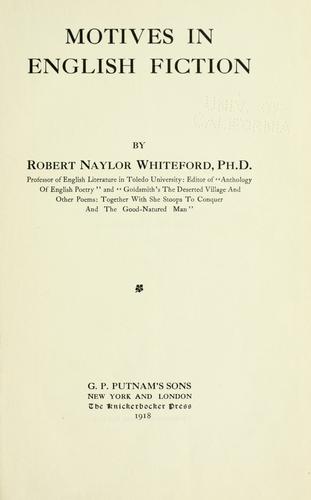 MOTIVES IN
ENGLISH FICTION
UNIV. OF
CALIFORNIA
BY
ROBERT NAYLOR WHITEFORD, PH.D.
Professor of English Literature in Toledo University: Editor of "Anthology
Of English Poetry" and "Goldsmith's The Deserted Village And
Other Poems: Together With She Stoops To Conquer
And The Good-Natured Man"
G. P. PUTNAM'S SONS
NEW YORK AND LONDON
The Knickerbocker Press
1918